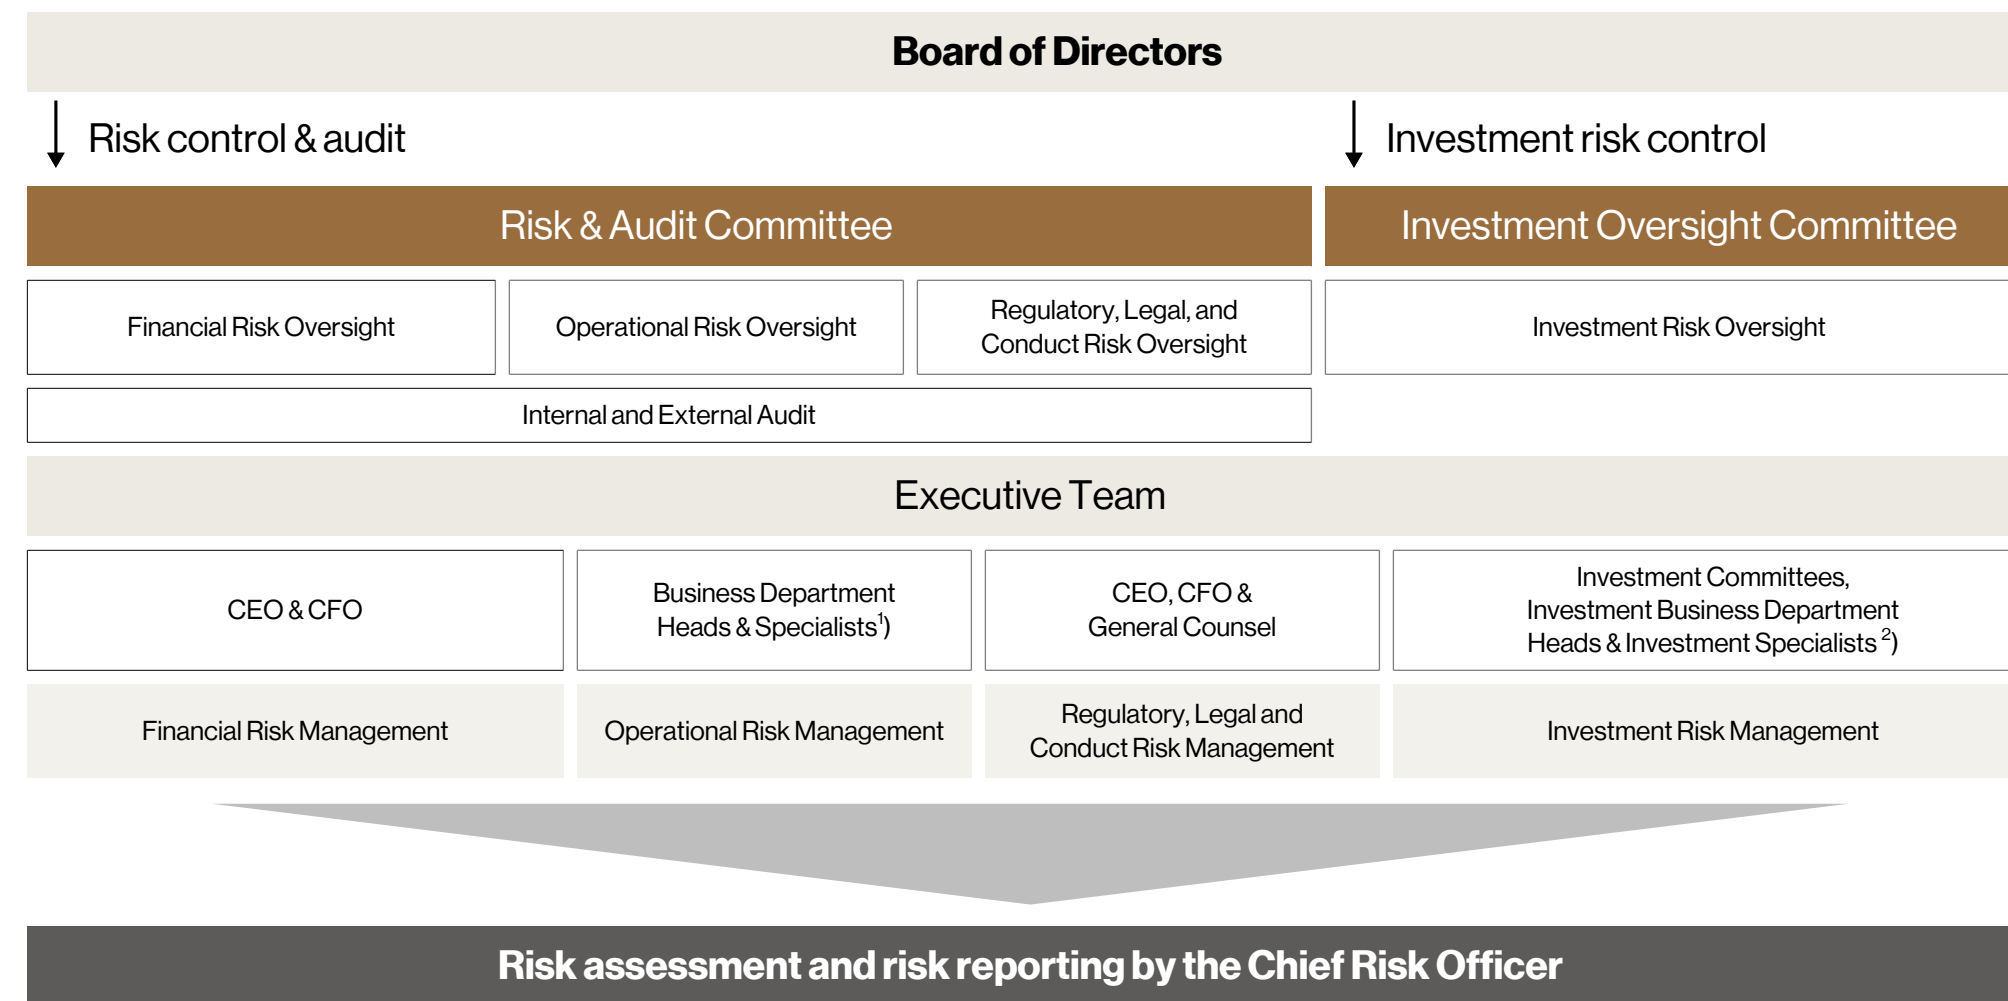 Board of Directors
Risk control & audit
Investment risk control
Risk & Audit Committee
Investment Oversight Committee
Financial Risk Oversight
Operational Risk Oversight
Regulatory, Legal, and
Conduct Risk Oversight
Investment Risk Oversight
Internal and External Audit
Executive Team
CEO & CFO
Business Department
Heads & Specialists¹)
CEO, CFO &
General Counsel
Investment Committees,
Investment Business Department
Heads & Investment Specialists ²)
Financial Risk Management
Operational Risk Management
Regulatory, Legal and
Conduct Risk Management
Investment Risk Management
Risk assessment and risk reporting by the Chief Risk Officer